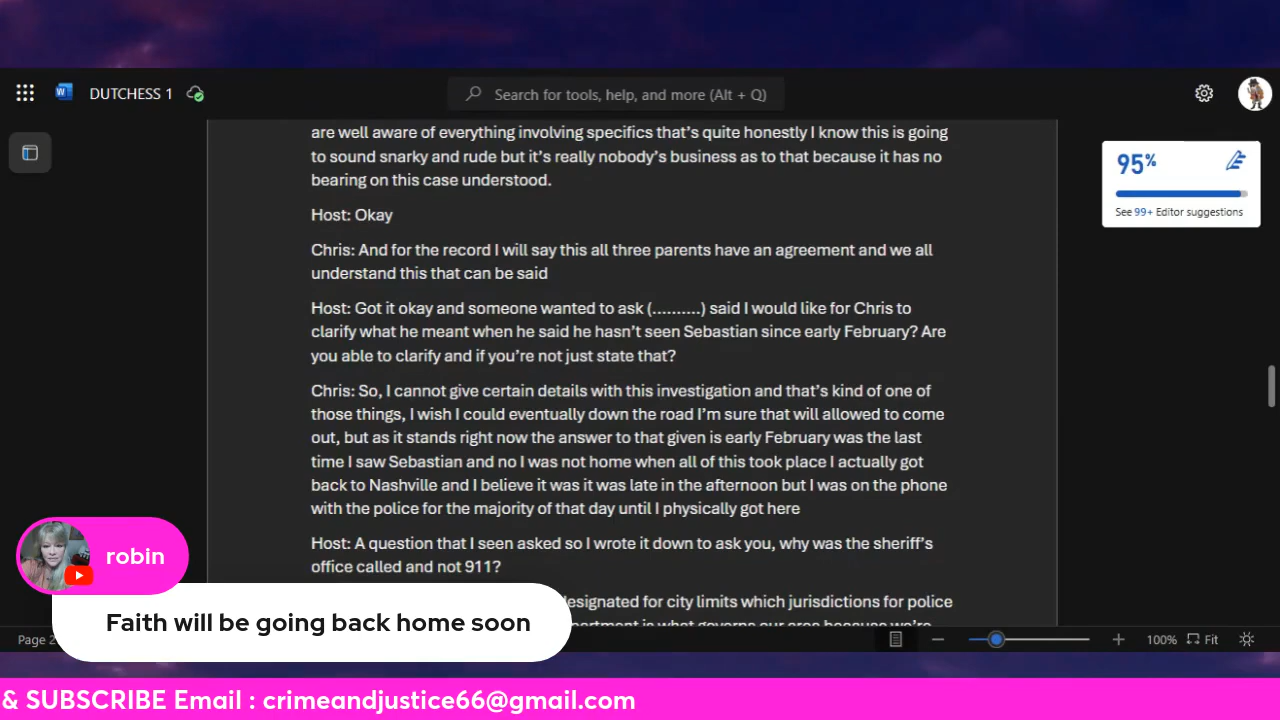 DUTCHESS 1
Search for tools, help, and more (Alt + Q)
are well aware of everything involving specifics that's quite honestly I know this is going
to sound snarky and rude but it's really nobody's business as to that because it has no
bearing on this case understood.
95%
See 99+ Editor suggestions
Host: Okay
Chris: And for the record I will say this all three parents have an agreement and we all
understand this that can be said
Host: Got it okay and someone wanted to ask (..........) said I would like for Chris to
clarify what he meant when he said he hasn't seen Sebastian since early February? Are
you able to clarify and if you're not just state that?
Chris: So, I cannot give certain details with this investigation and that's kind of one of
those things, I wish I could eventually down the road I'm sure that will allowed to come
out, but as it stands right now the answer to that given is early February was the last
time I saw Sebastian and no I was not home when all of this took place I actually got
back to Nashville and I believe it was it was late in the afternoon but I was on the phone
with the police for the majority of that day until I physically got here
Host: A question that I seen asked so I wrote it down to ask you, why was the sheriff's
office called and not 911?
designated for city limits which jurisdictions for police
robin
Faith will be going back home soon
Page 2
100%
Fit
& SUBSCRIBE Email : crimeandjustice66@gmail.com